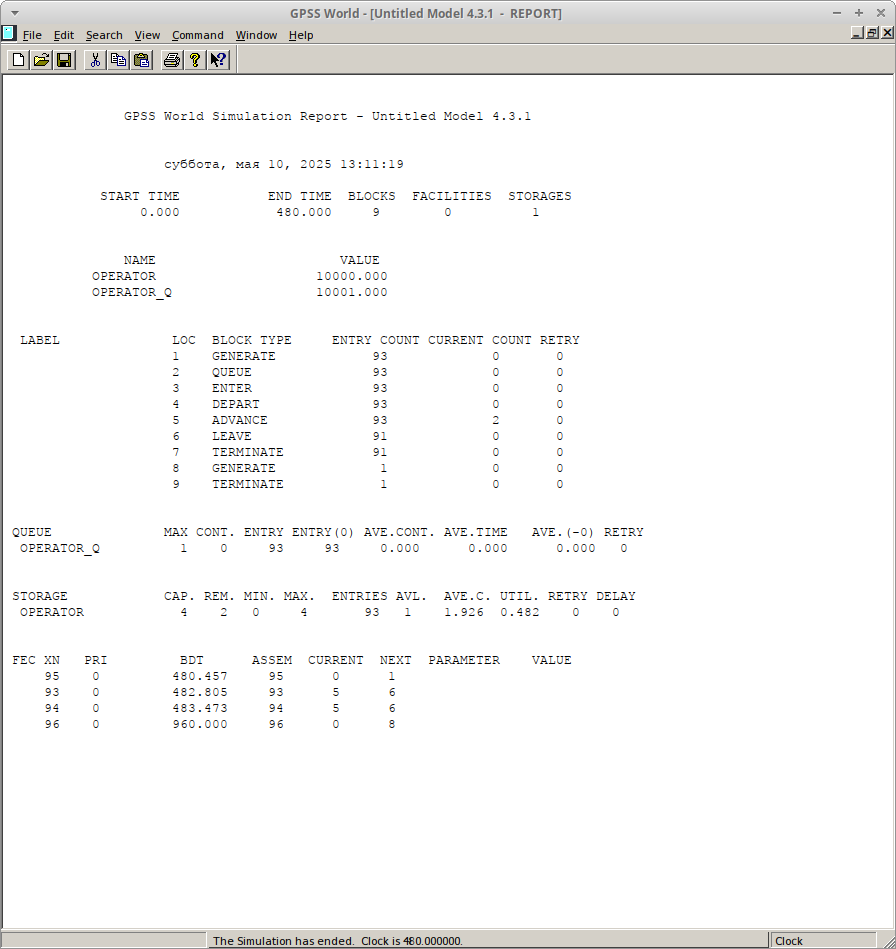 GPSS World - [Untitled Model 4.3.1 - REPORT]
File Edit Search View Command Window Help
GPSS World Simulation Report - Untitled Model 4.3.1
суббота, мая 10, 2025 13:11:19
START TIME END TIME BLOCKS FACILITIES STORAGES
0.000 480.000 9 0 1
NAME VALUE
OPERATOR 10000.000
OPERATOR_Q 10001.000
LABEL LOC BLOCK TYPE ENTRY COUNT CURRENT COUNT RETRY
1 GENERATE 93 0 0
2 QUEUE 93 0 0
3 ENTER 93 0 0
4 DEPART 93 0 0
5 ADVANCE 93 2 0
6 LEAVE 91 0 0
7 TERMINATE 91 0 0
8 GENERATE 1 0 0
9 TERMINATE 1 0 0
QUEUE MAX CONT. ENTRY ENTRY(0) AVE.CONT. AVE.TIME AVE.(-0) RETRY
OPERATOR_Q 1 0 93 93 0.000 0.000 0.000 0
STORAGE CAP. REM. MIN. MAX. ENTRIES AVL. AVE.C. UTIL. RETRY DELAY
OPERATOR 4 2 0 4 93 1 1.926 0.482 0 0
FEC XN PRI BDT ASSEM CURRENT NEXT PARAMETER VALUE
95 0 480.457 95 0 1
93 0 482.805 93 5 6
94 0 483.473 94 5 6
96 0 960.000 96 0 8
The Simulation has ended. Clock is 480.000000.
Clock